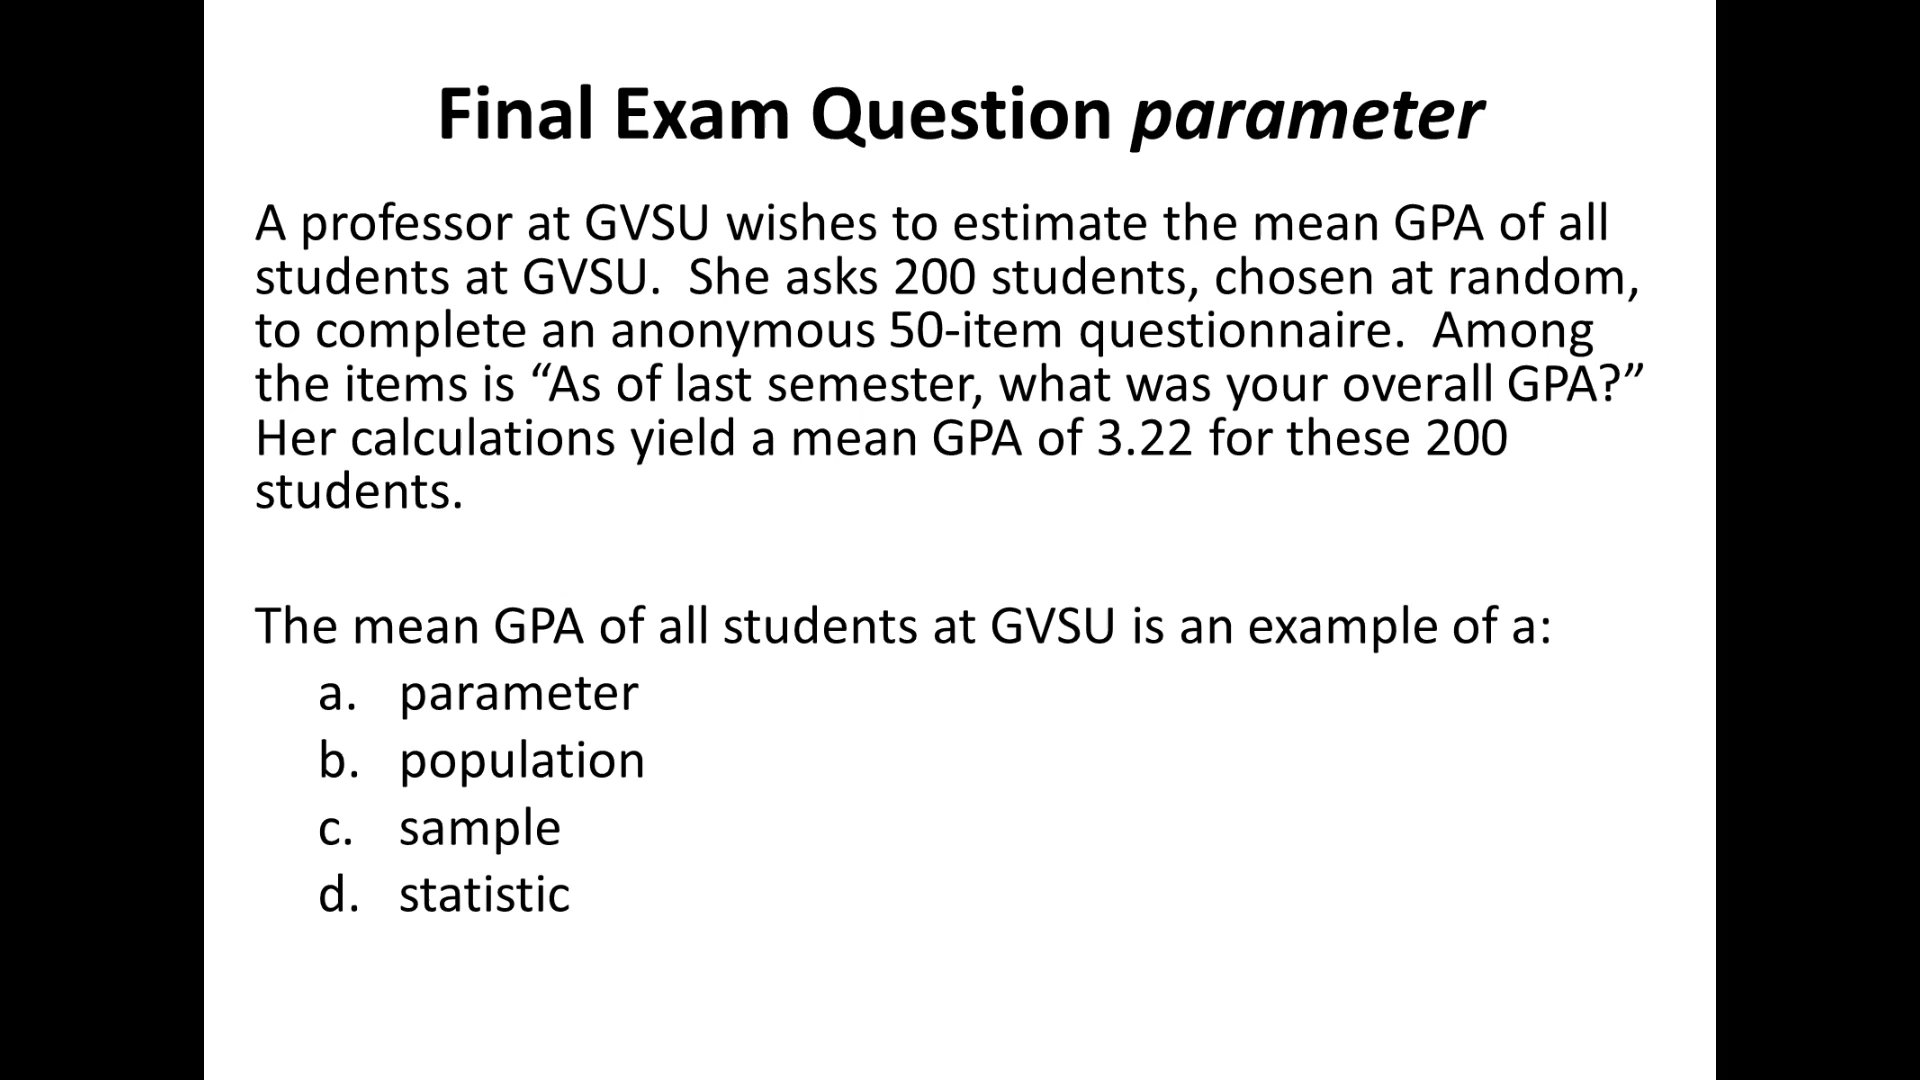 Final Exam Question parameter
A professor at GVSU wishes to estimate the mean GPA of all
students at GVSU.  She asks 200 students, chosen at random,
to complete an anonymous 50-item questionnaire.  Among
the items is “As of last semester, what was your overall GPA?”
Her calculations yield a mean GPA of 3.22 for these 200
students.
The mean GPA of all students at GVSU is an example of a:
a. parameter
b. population
c. sample
d. statistic